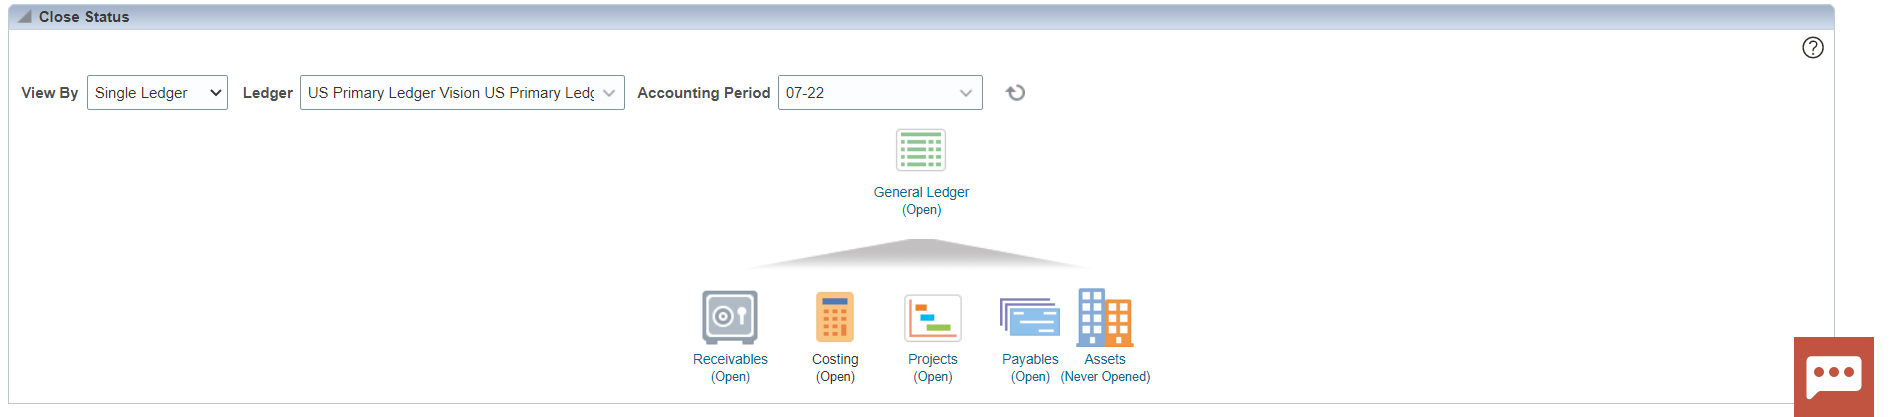 Close Status
View By Single Ledger Ledger US Primary Ledger Vision US Primary Ledg Accounting Period 07-22
General Ledger
(Open)
Receivables Costing Projects Payables Assets
(Open) (Open) (Open) (Open) (Never Opened)